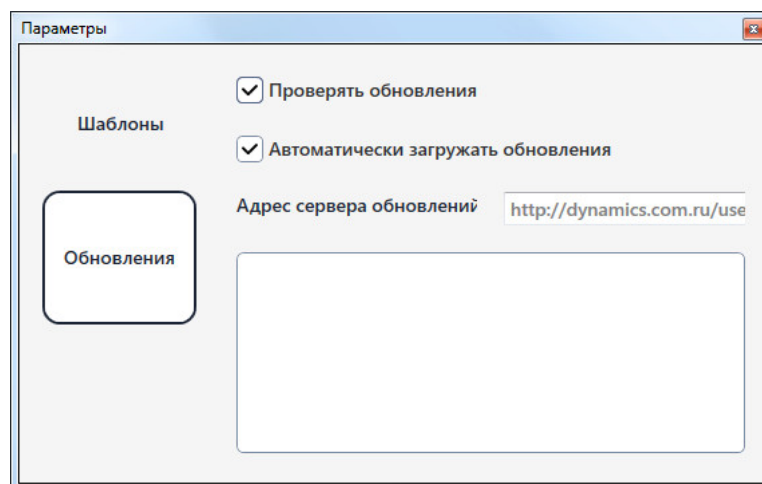 Параметры
Шаблоны
Обновления
Проверять обновления
Автоматически загружать обновления
Адрес сервера обновлений
http://dynamics.com.ru/use